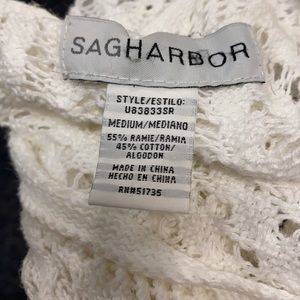 SAGHARBOR
STYLE/ESTILO:
U83833SR
MEDIUM/MEDIANO
55% RAMIE/RAMIA
45% COTTON/
ALGODON
MADE IN CHINA
HECHO EN CHINA
RN#51735